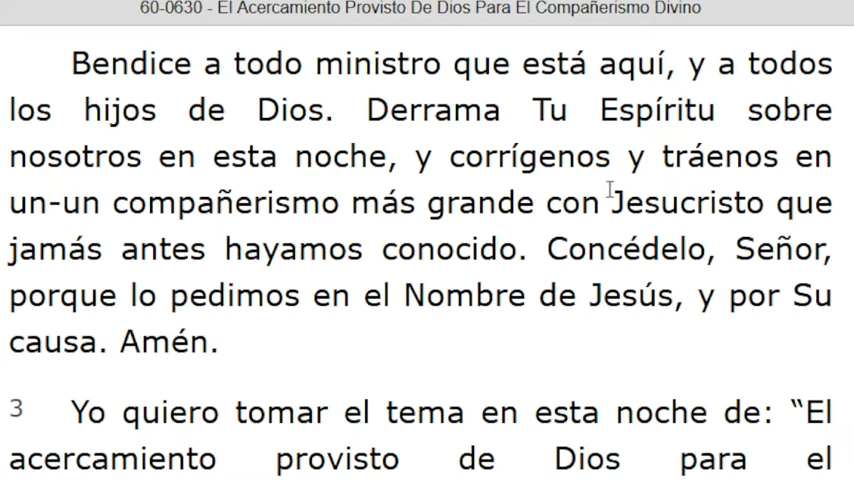 60-0630 - El Acercamiento Provisto De Dios Para El Compañerismo Divino
Bendice a todo ministro que está aquí, y a todos
los hijos de Dios. Derrama Tu Espíritu sobre
nosotros en esta noche, y corrígenos y tráenos en
un-un compañerismo más grande con Jesucristo que
jamás antes hayamos conocido. Concédelo, Señor,
porque lo pedimos en el Nombre de Jesús, y por Su
causa. Amén.
3 Yo quiero tomar el tema en esta noche de: “El
acercamiento provisto de Dios para el